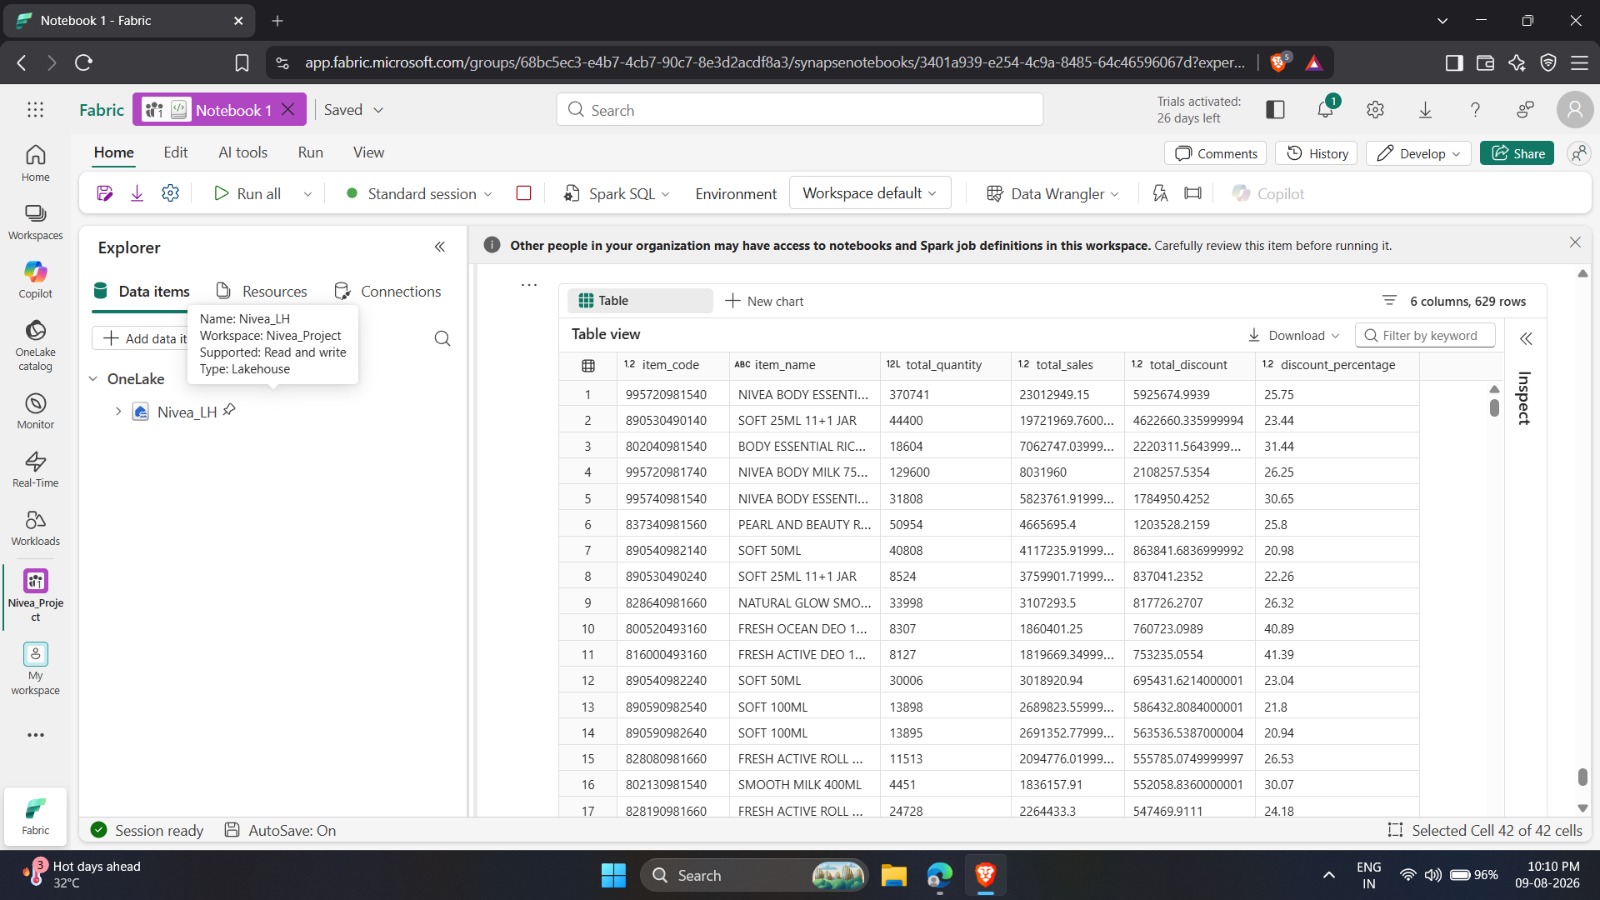 Notebook 1 - Fabric
app.fabric.microsoft.com/groups/68bc5ec3-e4b7-4cb7-90c7-8e3d2acdf8a3/synapsenotebooks/3401a939-e254-4c9a-8485-64c46596067d?exper...
5
Fabric
Notebook 1
Saved
Search
Trials activated:
26 days left
1
Home
Edit
AI tools
Run
View
Comments
History
Develop
Share
Run all
Standard session
Spark SQL
Environment
Workspace default
Data Wrangler
Copilot
Home
Workspaces
Copilot
OneLake
catalog
Monitor
Real-Time
Workloads
Nivea_Proje
ct
My
workspace
Fabric
Explorer
Data items
Resources
Connections
Add data it
Name: Nivea_LH
Workspace: Nivea_Project
Supported: Read and write
Type: Lakehouse
OneLake
Nivea_LH
Other people in your organization may have access to notebooks and Spark job definitions in this workspace. Carefully review this item before running it.
Table
New chart
6 columns, 629 rows
Table view
Download
Filter by keyword
Inspect
1.2 item_code ABC item_name 12L total_quantity 1.2 total_sales 1.2 total_discount 1.2 discount_percentage
1 995720981540 NIVEA BODY ESSENTI... 370741 23012949.15 5925674.9939 25.75
2 890530490140 SOFT 25ML 11+1 JAR 44400 19721969.7600... 4622660.335999994 23.44
3 802040981540 BODY ESSENTIAL RIC... 18604 7062747.03999... 2220311.5643999... 31.44
4 995720981740 NIVEA BODY MILK 75... 129600 8031960 2108257.5354 26.25
5 995740981540 NIVEA BODY ESSENTI... 31808 5823761.91999... 1784950.4252 30.65
6 837340981560 PEARL AND BEAUTY R... 50954 4665695.4 1203528.2159 25.8
7 890540982140 SOFT 50ML 40808 4117235.91999... 863841.6836999992 20.98
8 890530490240 SOFT 25ML 11+1 JAR 8524 3759901.71999... 837041.2352 22.26
9 828640981660 NATURAL GLOW SMO... 33998 3107293.5 817726.2707 26.32
10 800520493160 FRESH OCEAN DEO 1... 8307 1860401.25 760723.0989 40.89
11 816000493160 FRESH ACTIVE DEO 1... 8127 1819669.34999... 753235.0554 41.39
12 890540982240 SOFT 50ML 30006 3018920.94 695431.6214000001 23.04
13 890590982540 SOFT 100ML 13898 2689823.55999... 586432.8084000001 21.8
14 890590982640 SOFT 100ML 13895 2691352.77999... 563536.5387000004 20.94
15 828080981660 FRESH ACTIVE ROLL ... 11513 2094776.01999... 555785.0749999997 26.53
16 802130981540 SMOOTH MILK 400ML 4451 1836157.91 552058.8360000001 30.07
17 828190981660 FRESH ACTIVE ROLL ... 24728 2264433.3 547469.9111 24.18
Session ready
AutoSave: On
Selected Cell 42 of 42 cells
3
Hot days ahead
32°C
Search
ENG
IN
96%
10:10 PM
09-08-2026